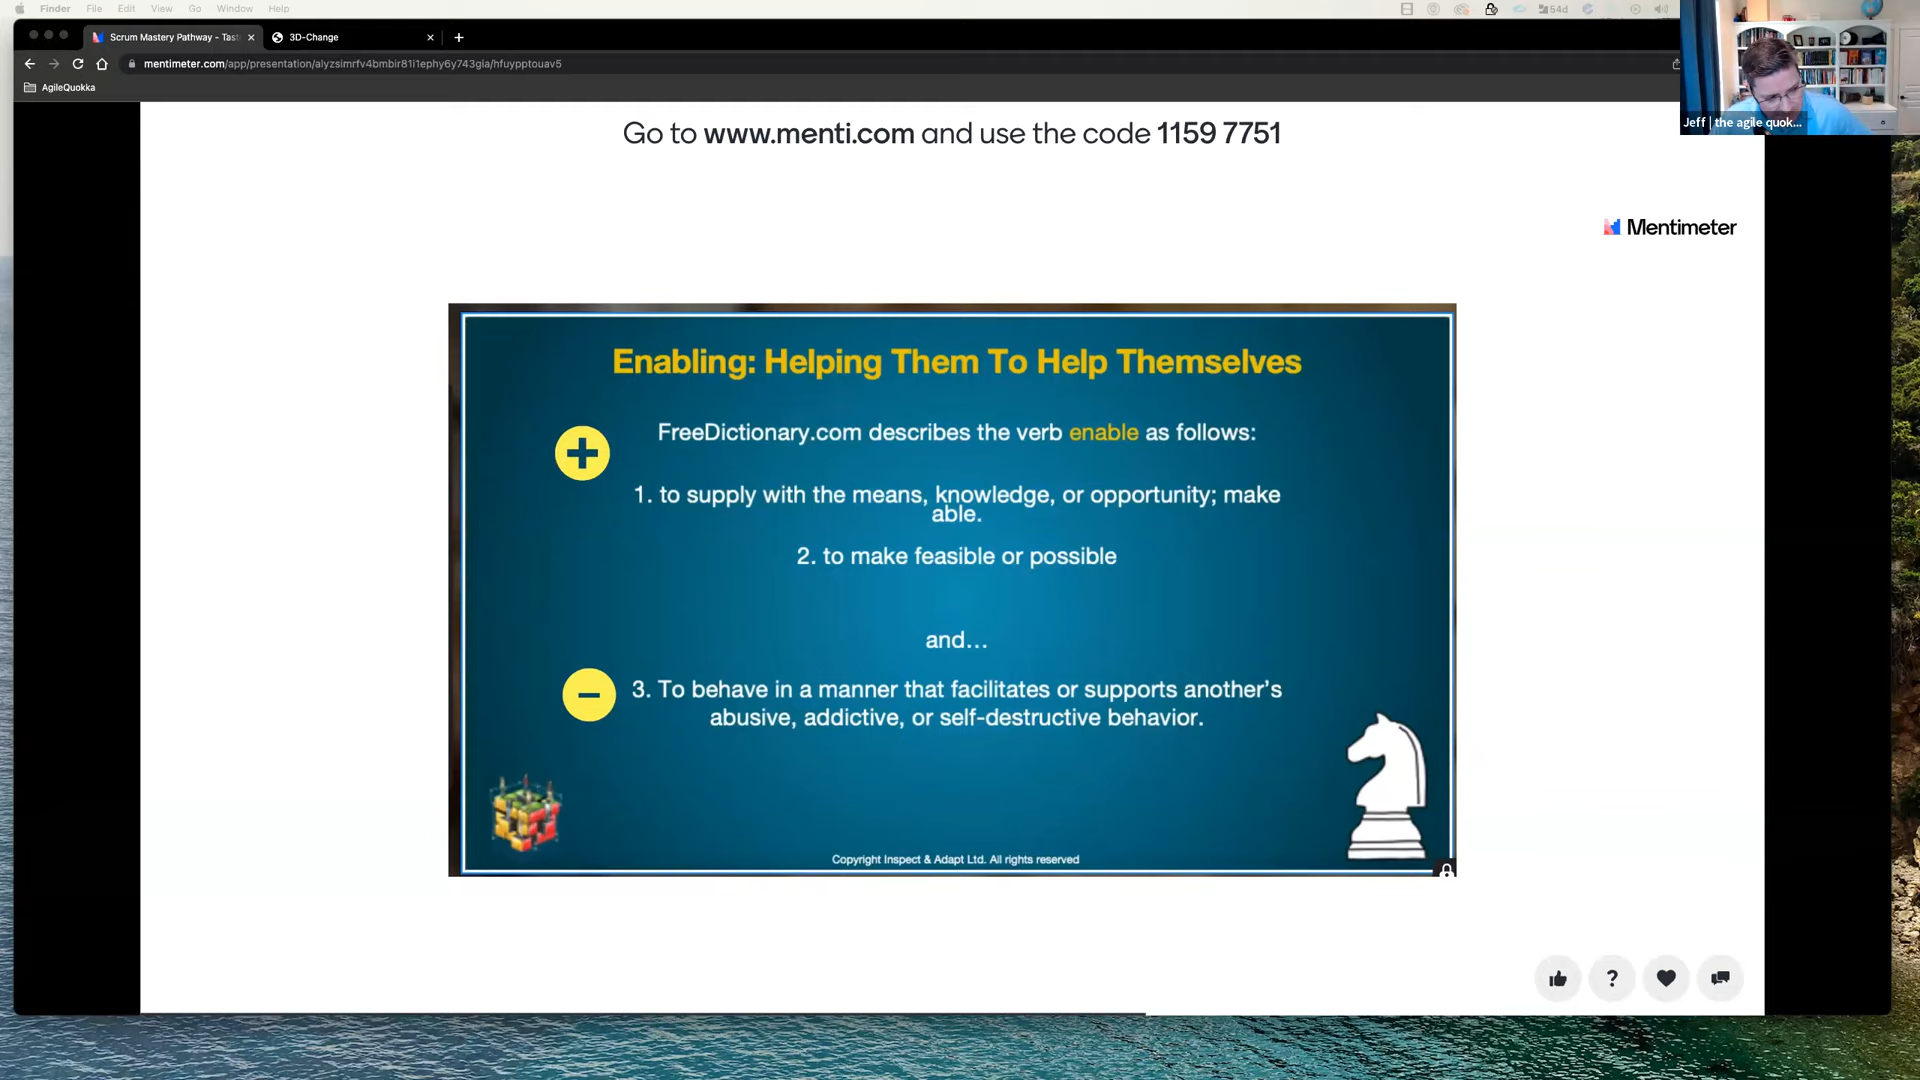 Finder File Edit View Go Window Help
54d
Scrum Mastery Pathway - Tast
3D-Change
mentimeter.com/app/presentation/alyzsimrfv4bmbir81i1ephy6y743gia/hfuypptouav5
AgileQuokka
Jeff | the agile quok...
Go to www.menti.com and use the code 1159 7751
Mentimeter
Enabling: Helping Them To Help Themselves
FreeDictionary.com describes the verb enable as follows:
1. to supply with the means, knowledge, or opportunity; make
able.
2. to make feasible or possible
and...
3. To behave in a manner that facilitates or supports another's
abusive, addictive, or self-destructive behavior.
Copyright Inspect & Adapt Ltd. All rights reserved